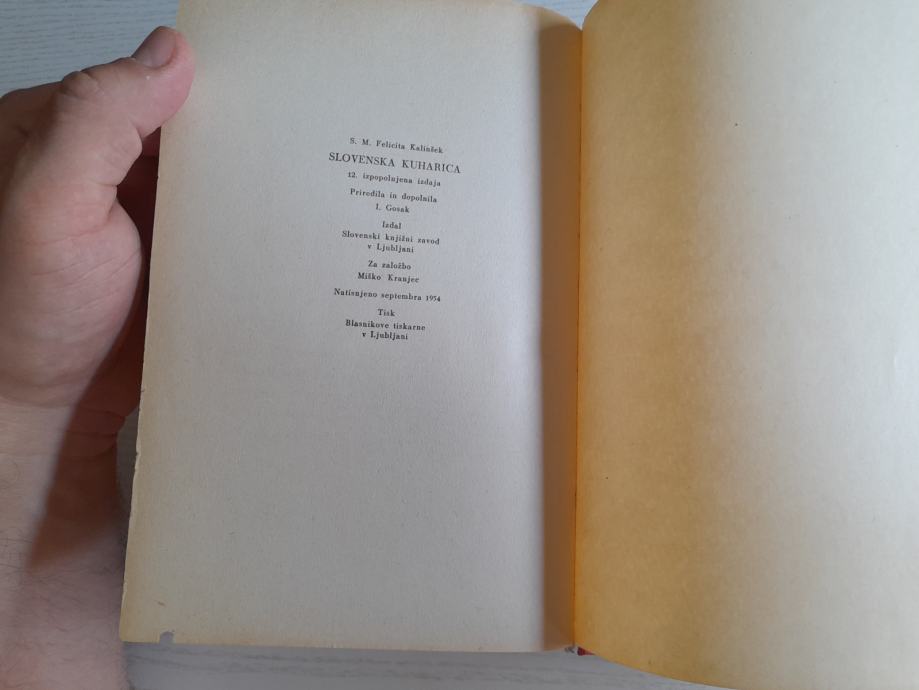 S. M. Felicita Kalinšek
SLOVENSKA KUHARICA
12. izpopolnjena izdaja
Priredila in dopolnila
I. Gosak
Izdal
Slovenski knjižni zavod
v Ljubljani
Za založbo
Miško Kranjec
Natisnjeno septembra 1954
Tisk
Blasnikove tiskarne
v Ljubljani